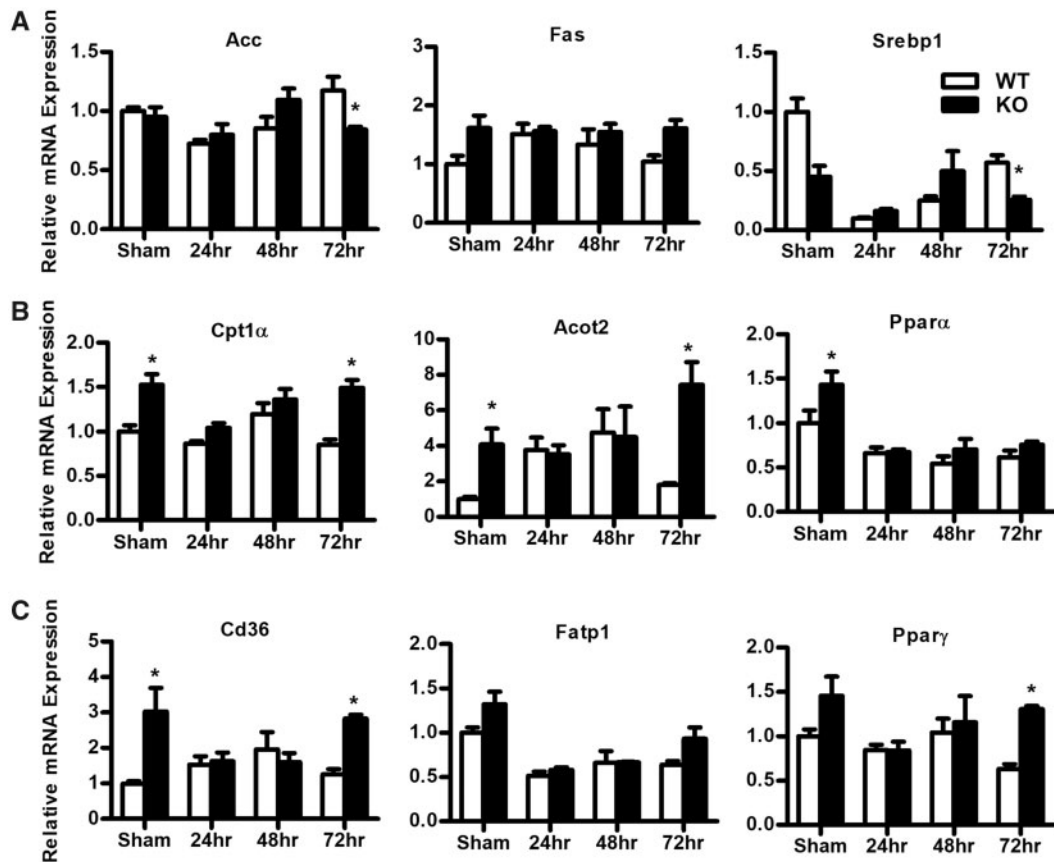 A
Acc
Fas
Srebp1
Relative mRNA Expression
1.5
1.0
0.5
0.0
Sham 24hr 48hr 72hr
*
3
2
1
0
Sham 24hr 48hr 72hr
1.5
1.0
0.5
0.0
Sham 24hr 48hr 72hr
*
WT
KO
B
Cpt1α
Acot2
Pparα
Relative mRNA Expression
2.0
1.5
1.0
0.5
0.0
Sham 24hr 48hr 72hr
* *
10
8
6
4
2
0
Sham 24hr 48hr 72hr
* *
2.0
1.5
1.0
0.5
0.0
Sham 24hr 48hr 72hr
*
C
Cd36
Fatp1
Pparγ
Relative mRNA Expression
5
4
3
2
1
0
Sham 24hr 48hr 72hr
* *
2.0
1.5
1.0
0.5
0.0
Sham 24hr 48hr 72hr
2.0
1.5
1.0
0.5
0.0
Sham 24hr 48hr 72hr
*